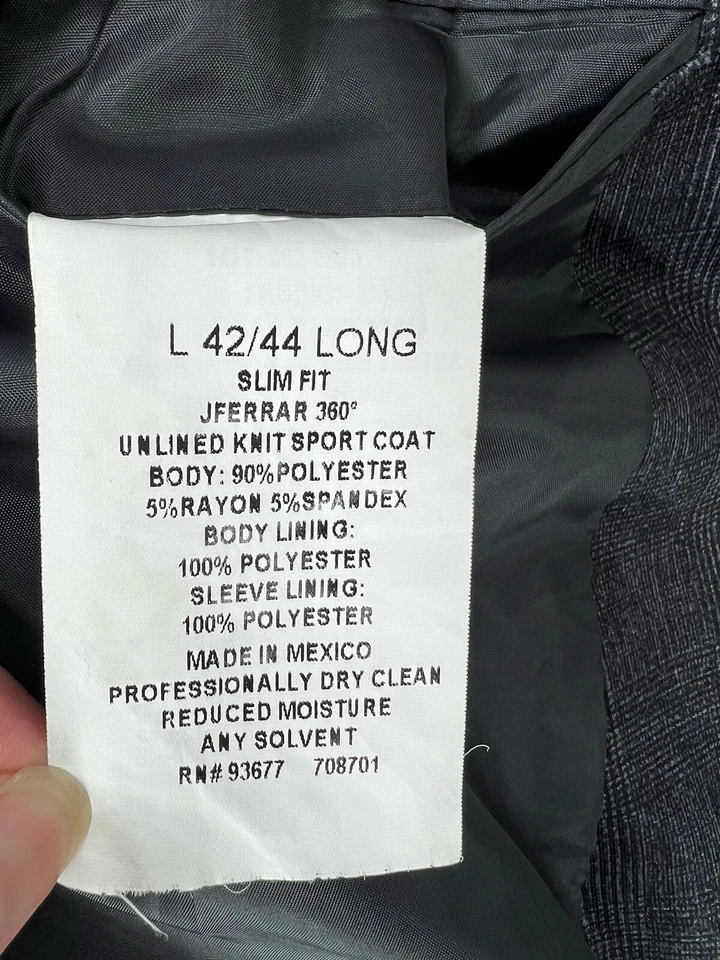 L 42/44 LONG
SLIM FIT
JFERRAR 360°
UNLINED KNIT SPORT COAT
BODY: 90%POLYESTER
5%RAYON 5%SPANDEX
BODY LINING:
100% POLYESTER
SLEEVE LINING:
100% POLYESTER
MADE IN MEXICO
PROFESSIONALLY DRY CLEAN
REDUCED MOISTURE
ANY SOLVENT
RN# 93677 708701